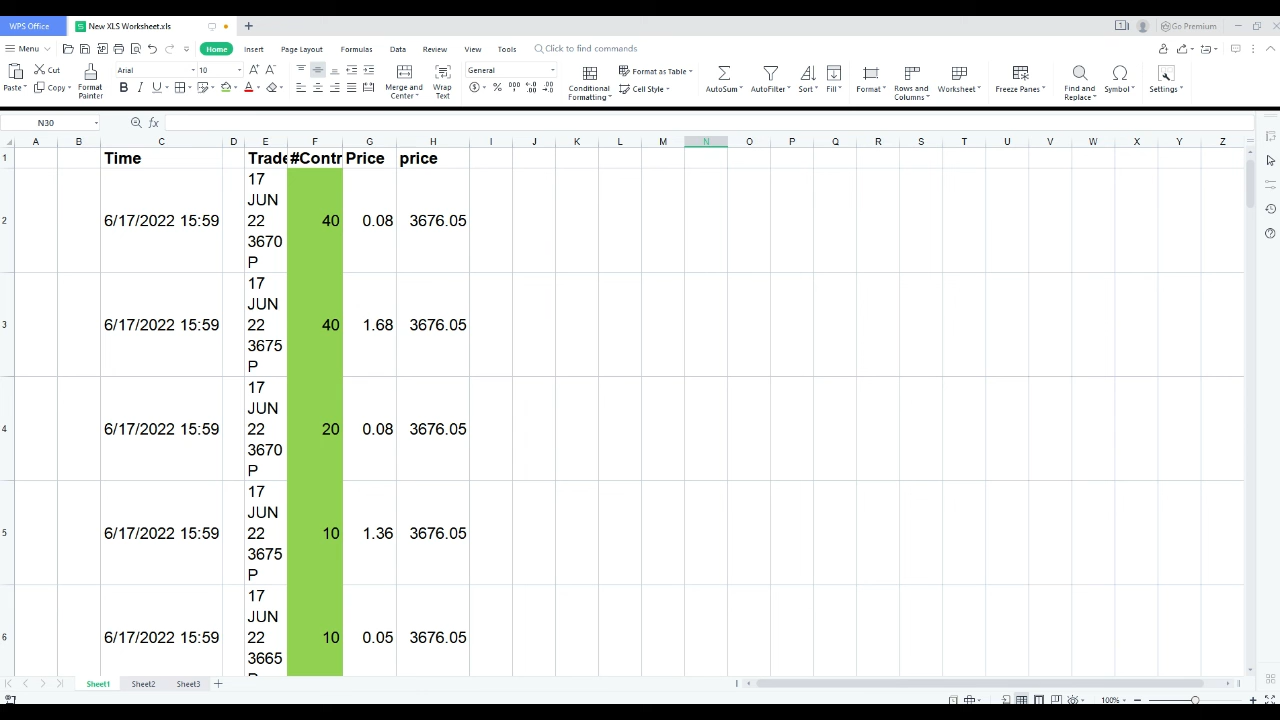 WPS Office New XLS Worksheet.xls + Go Premium
Menu Home Insert Page Layout Formulas Data Review View Tools Click to find commands
Paste Cut Copy Format Painter Arial 10 Merge and Center Wrap Text General Conditional Formatting Format as Table Cell Style AutoSum AutoFilter Sort Fill Format Rows and Columns Worksheet Freeze Panes Find and Replace Symbol Settings
N30 fx
A B C D E F G H I J K L M N O P Q R S T U V W X Y Z
1 Time Trade #Contr Price price
2 6/17/2022 15:59 17 JUN 22 3670 P 40 0.08 3676.05
3 6/17/2022 15:59 17 JUN 22 3675 P 40 1.68 3676.05
4 6/17/2022 15:59 17 JUN 22 3670 P 20 0.08 3676.05
5 6/17/2022 15:59 17 JUN 22 3675 P 10 1.36 3676.05
6 6/17/2022 15:59 17 JUN 22 3665 P 10 0.05 3676.05
Sheet1 Sheet2 Sheet3 +
100%